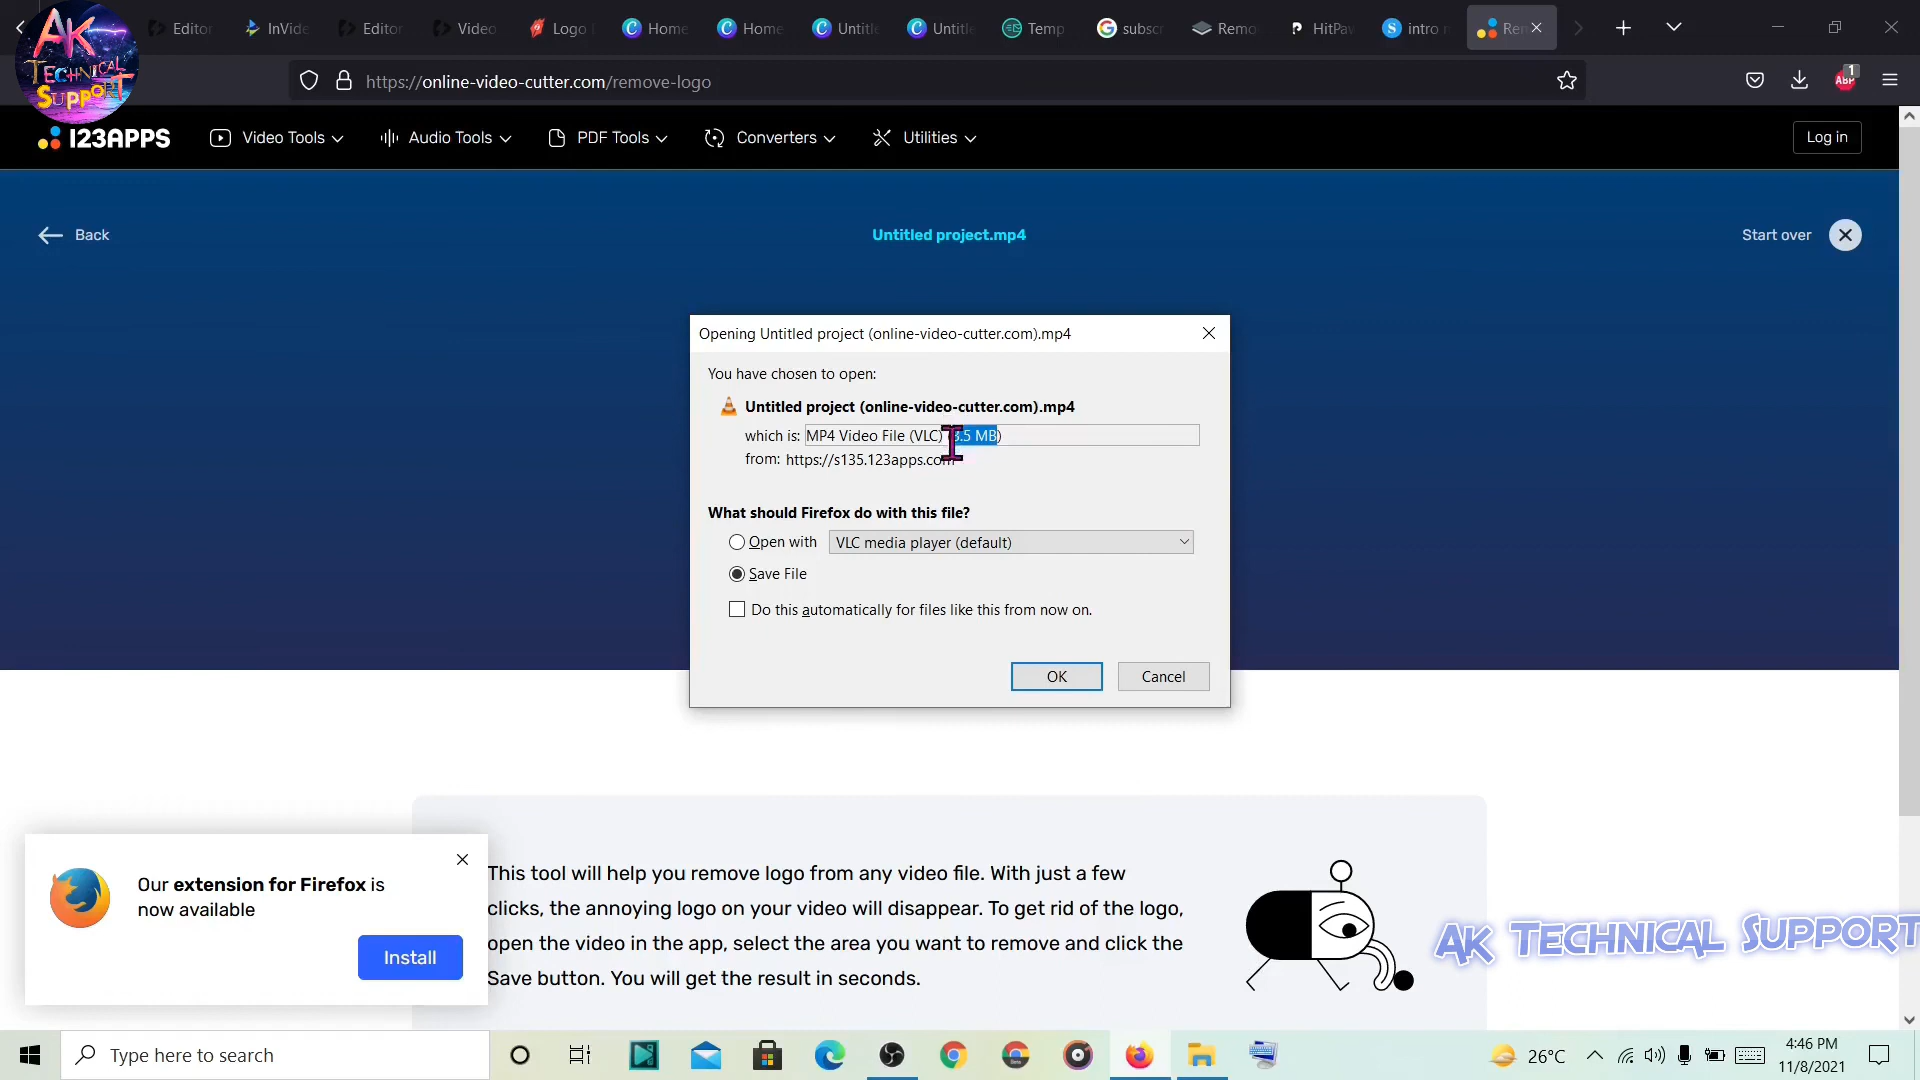 Editor
InVide
Editor
Video
Logo
Home
Home
Untitle
Untitle
Temp
subscr
Remo
HitPaw
intro
Ren
AK
TECHNICAL
SUPPORT
https://online-video-cutter.com/remove-logo
1
ABP
123APPS
Video Tools
Audio Tools
PDF Tools
Converters
Utilities
Log in
Back
Untitled project.mp4
Start over
Opening Untitled project (online-video-cutter.com).mp4
You have chosen to open:
Untitled project (online-video-cutter.com).mp4
which is: MP4 Video File (VLC) (3.5 MB)
from: https://s135.123apps.com
What should Firefox do with this file?
Open with
VLC media player (default)
Save File
Do this automatically for files like this from now on.
OK
Cancel
Our extension for Firefox is
now available
Install
This tool will help you remove logo from any video file. With just a few
clicks, the annoying logo on your video will disappear. To get rid of the logo,
open the video in the app, select the area you want to remove and click the
Save button. You will get the result in seconds.
AK TECHNICAL SUPPORT
Type here to search
26°C
4:46 PM
11/8/2021